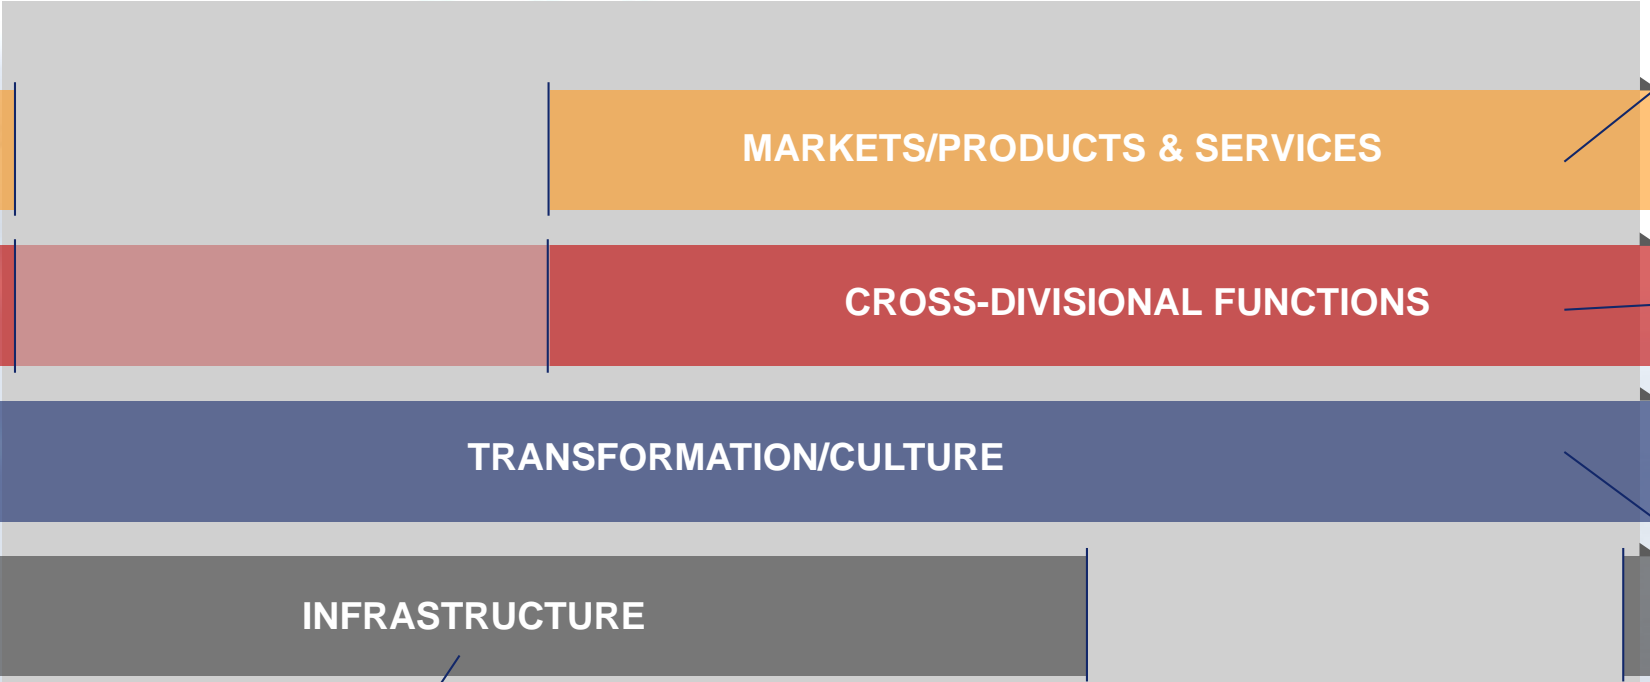 MARKETS/PRODUCTS & SERVICES
CROSS-DIVISIONAL FUNCTIONS
TRANSFORMATION/CULTURE
INFRASTRUCTURE